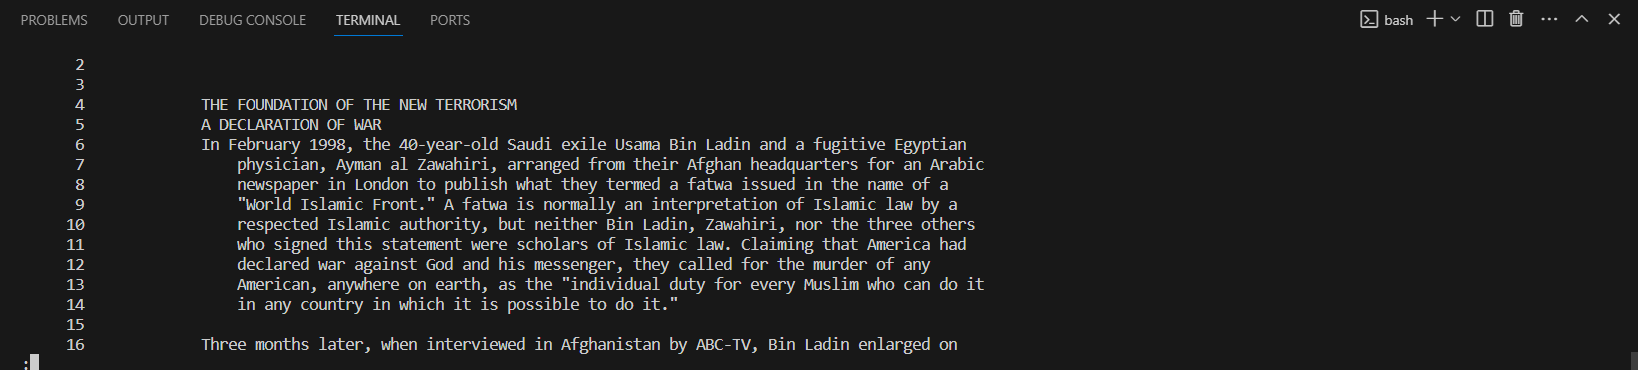 PROBLEMS OUTPUT DEBUG CONSOLE TERMINAL PORTS bash
2
3
4 THE FOUNDATION OF THE NEW TERRORISM
5 A DECLARATION OF WAR
6 In February 1998, the 40-year-old Saudi exile Usama Bin Ladin and a fugitive Egyptian
7 physician, Ayman al Zawahiri, arranged from their Afghan headquarters for an Arabic
8 newspaper in London to publish what they termed a fatwa issued in the name of a
9 "World Islamic Front." A fatwa is normally an interpretation of Islamic law by a
10 respected Islamic authority, but neither Bin Ladin, Zawahiri, nor the three others
11 who signed this statement were scholars of Islamic law. Claiming that America had
12 declared war against God and his messenger, they called for the murder of any
13 American, anywhere on earth, as the "individual duty for every Muslim who can do it
14 in any country in which it is possible to do it."
15
16 Three months later, when interviewed in Afghanistan by ABC-TV, Bin Ladin enlarged on
: